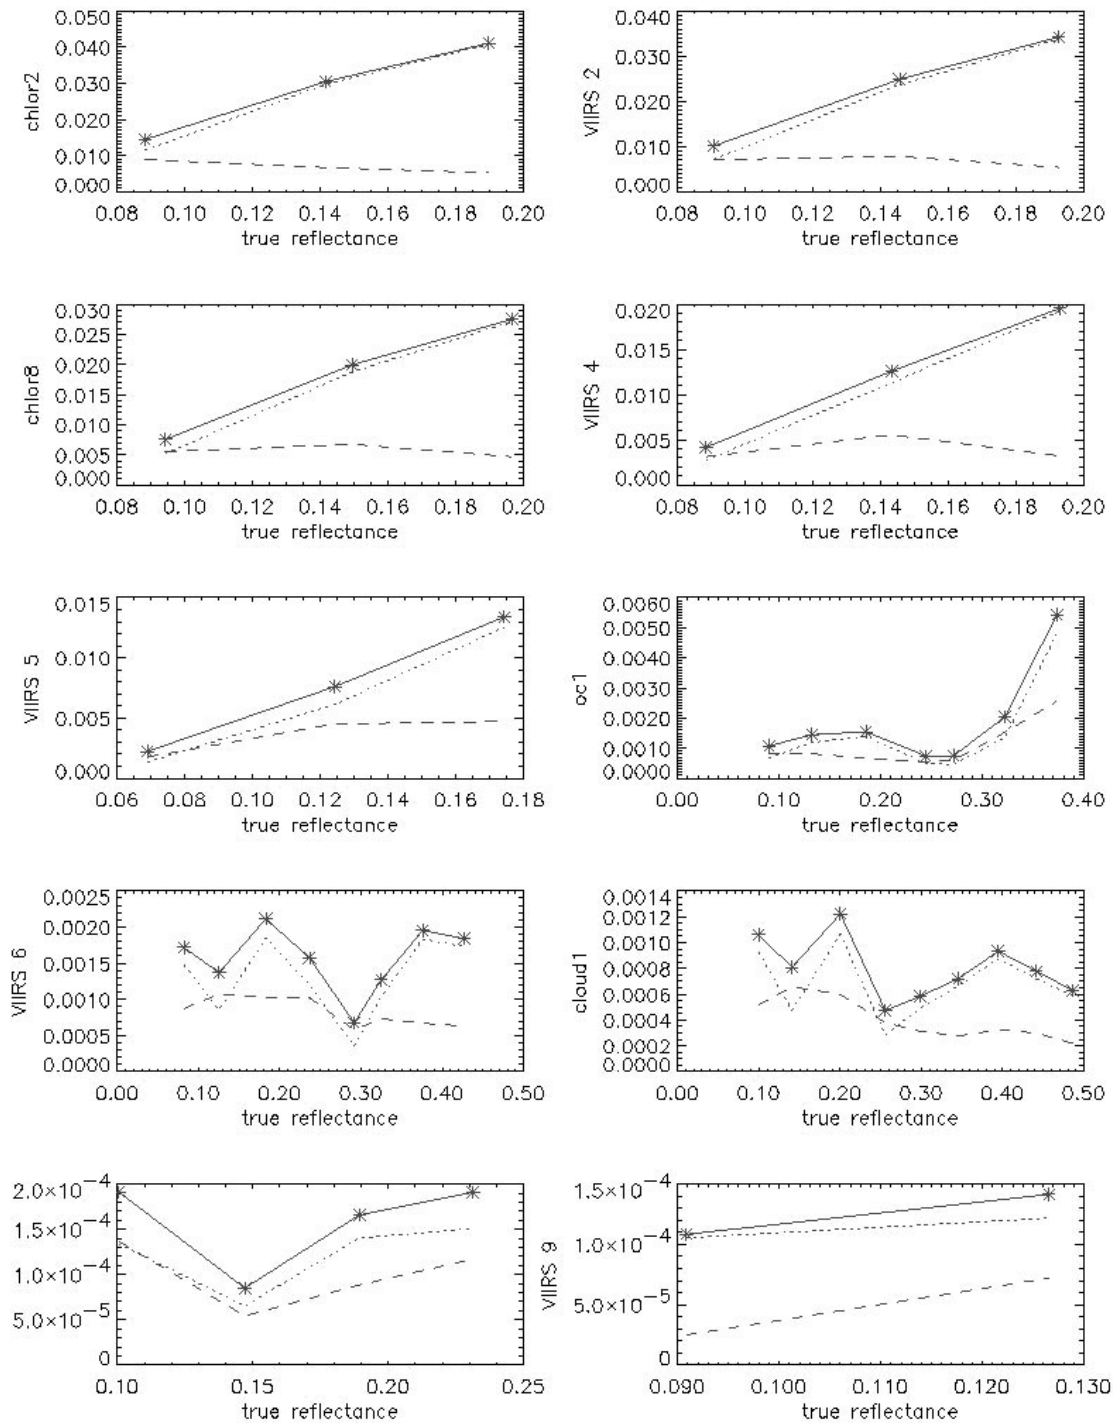 0.050
0.040
0.030
0.020
0.010
0.000
chlor2
0.08 0.10 0.12 0.14 0.16 0.18 0.20
true reflectance
0.040
0.030
0.020
0.010
0.000
VIIRS 2
0.08 0.10 0.12 0.14 0.16 0.18 0.20
true reflectance
0.030
0.025
0.020
0.015
0.010
0.005
0.000
chlor8
0.08 0.10 0.12 0.14 0.16 0.18 0.20
true reflectance
0.020
0.015
0.010
0.005
0.000
VIIRS 4
0.08 0.10 0.12 0.14 0.16 0.18 0.20
true reflectance
0.015
0.010
0.005
0.000
VIIRS 5
0.06 0.08 0.10 0.12 0.14 0.16 0.18
true reflectance
0.0060
0.0050
0.0040
0.0030
0.0020
0.0010
0.0000
oc1
0.00 0.10 0.20 0.30 0.40
true reflectance
0.0025
0.0020
0.0015
0.0010
0.0005
0.0000
VIIRS 6
0.00 0.10 0.20 0.30 0.40 0.50
true reflectance
0.0014
0.0012
0.0010
0.0008
0.0006
0.0004
0.0002
0.0000
cloud1
0.00 0.10 0.20 0.30 0.40 0.50
true reflectance
2.0×10⁻⁴
1.5×10⁻⁴
1.0×10⁻⁴
5.0×10⁻⁵
0
0.10 0.15 0.20 0.25
true reflectance
1.5×10⁻⁴
1.0×10⁻⁴
5.0×10⁻⁵
0
VIIRS 9
0.090 0.100 0.110 0.120 0.130
true reflectance